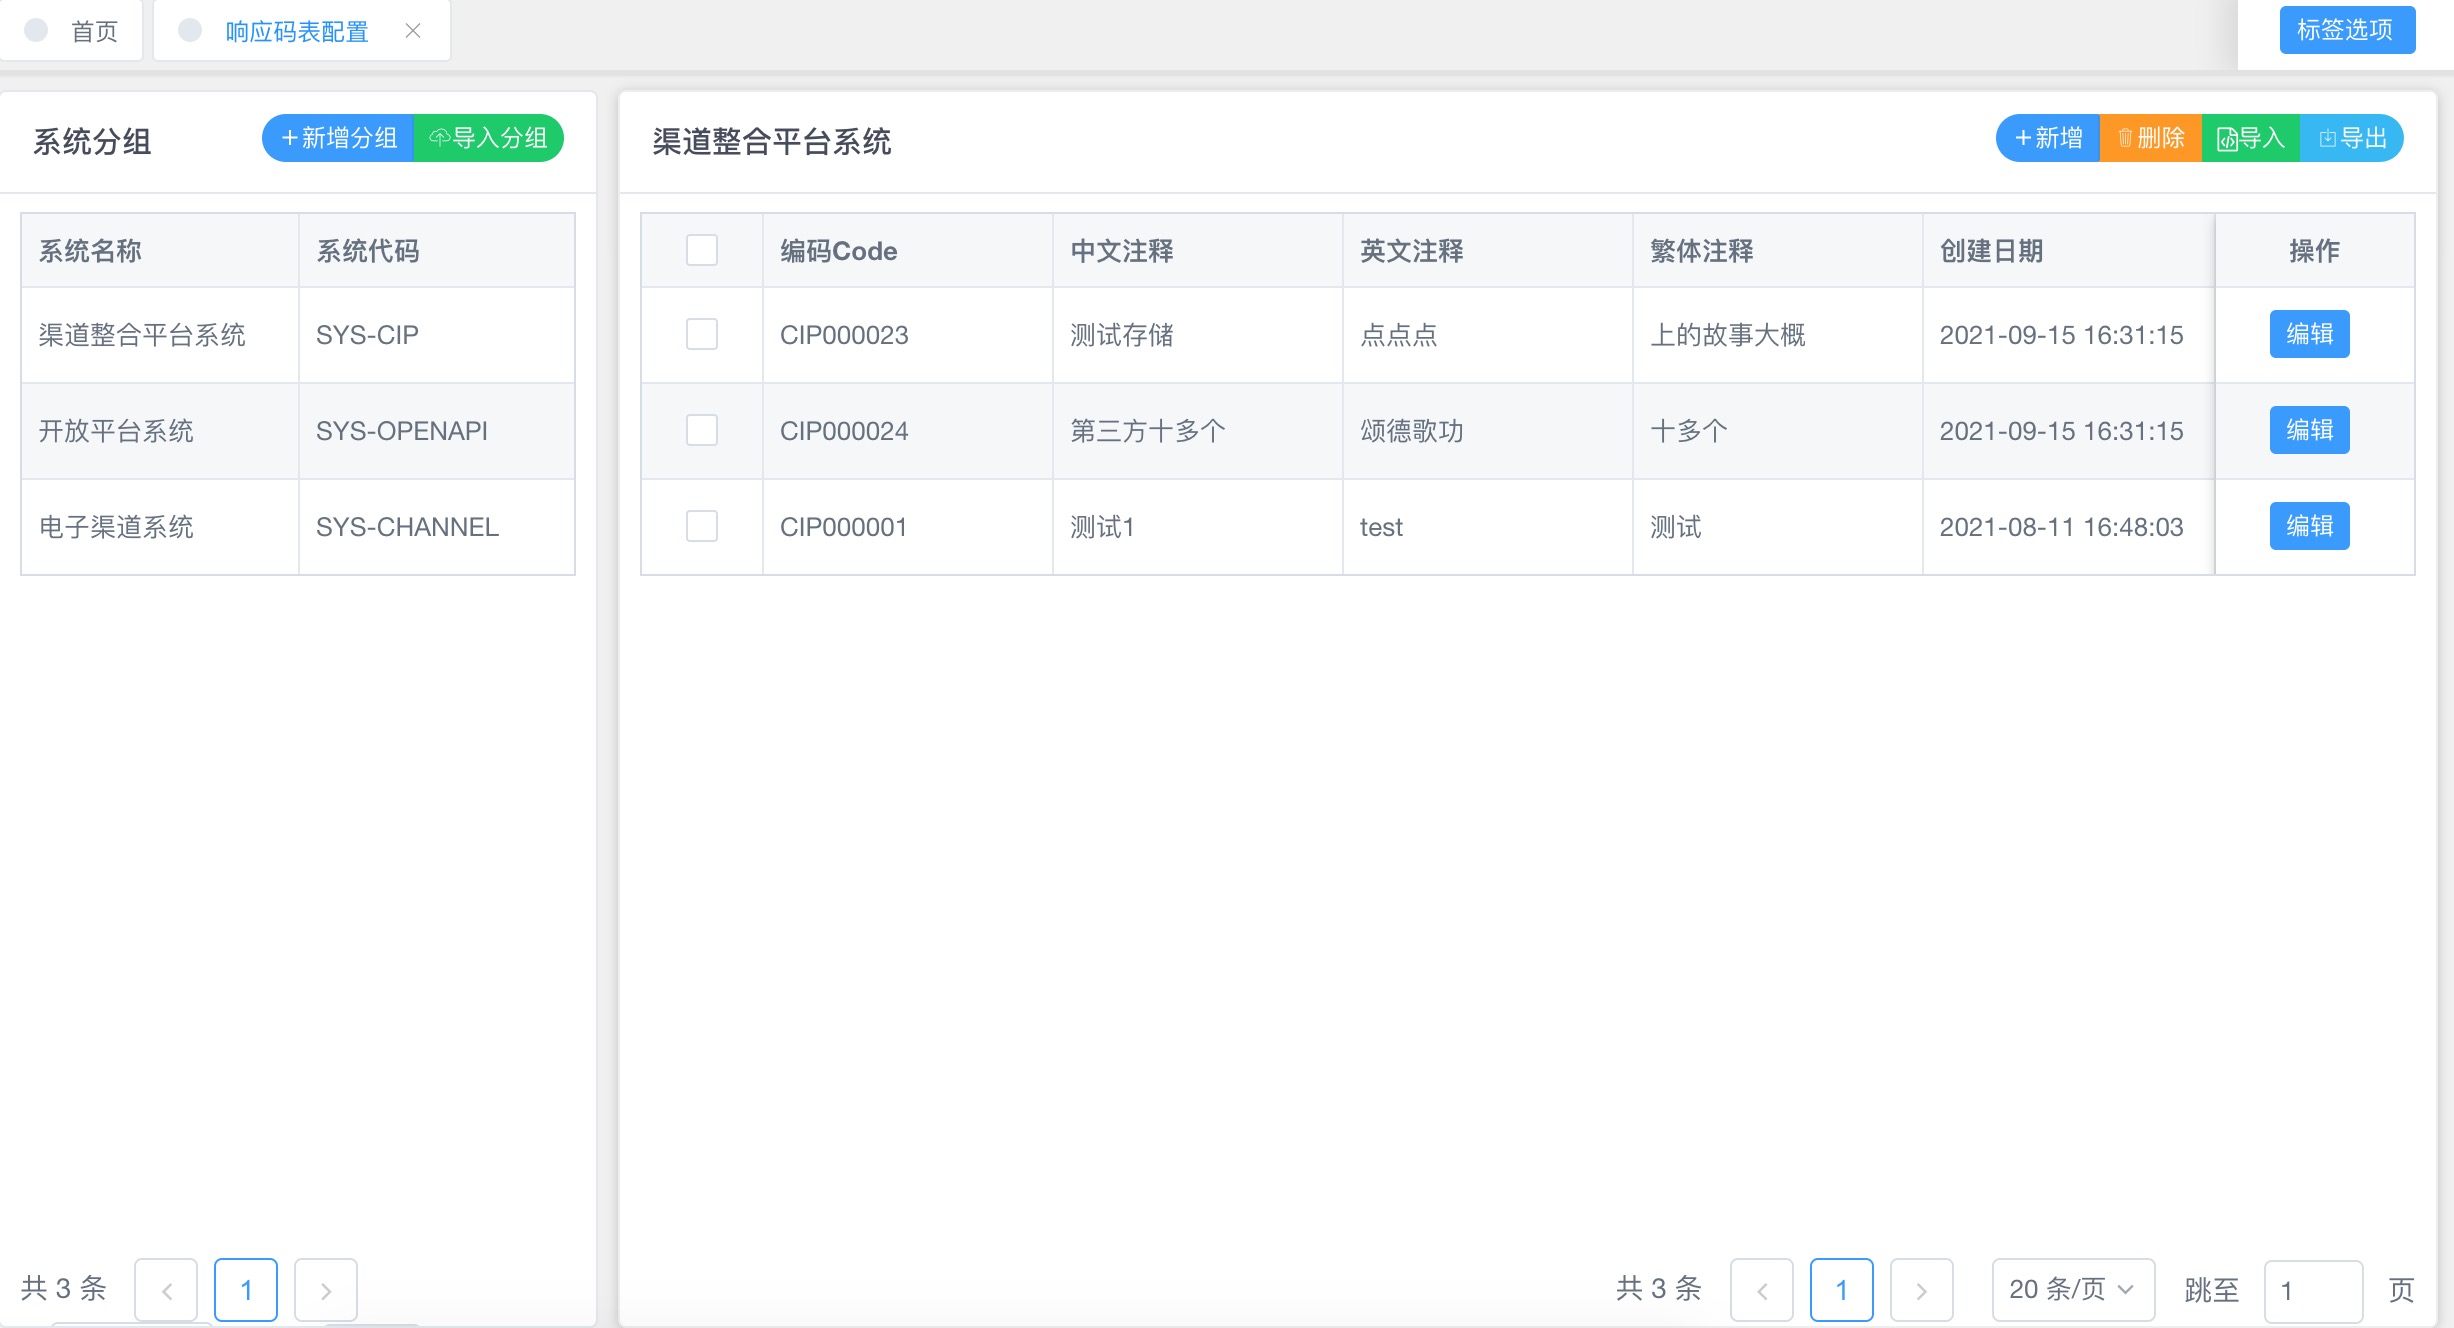 首页
响应码表配置
标签选项
系统分组
+新增分组
导入分组
系统名称 系统代码
渠道整合平台系统 SYS-CIP
开放平台系统 SYS-OPENAPI
电子渠道系统 SYS-CHANNEL
共 3 条 < 1 >
渠道整合平台系统
+新增
删除
导入
导出
编码Code 中文注释 英文注释 繁体注释 创建日期 操作
CIP000023 测试存储 点点点 上的故事大概 2021-09-15 16:31:15 编辑
CIP000024 第三方十多个 颂德歌功 十多个 2021-09-15 16:31:15 编辑
CIP000001 测试1 test 测试 2021-08-11 16:48:03 编辑
共 3 条 < 1 > 20 条/页 跳至 1 页